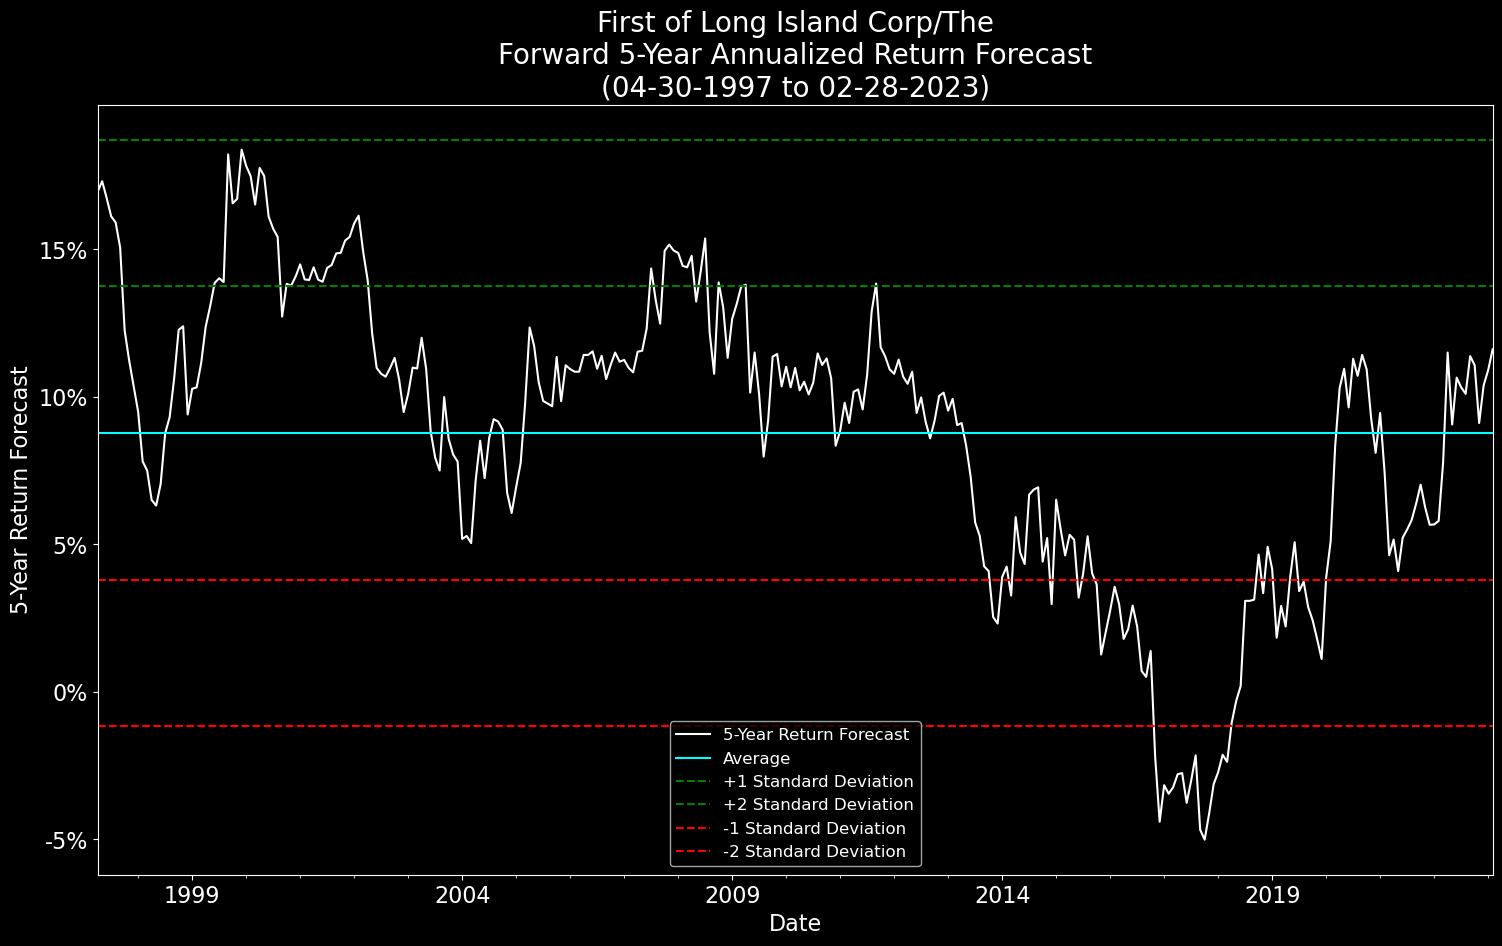 First of Long Island Corp/The
Forward 5-Year Annualized Return Forecast
(04-30-1997 to 02-28-2023)
5-Year Return Forecast
15%
10%
5%
0%
-5%
5-Year Return Forecast
Average
+1 Standard Deviation
+2 Standard Deviation
-1 Standard Deviation
-2 Standard Deviation
1999
2004
2009
2014
2019
Date